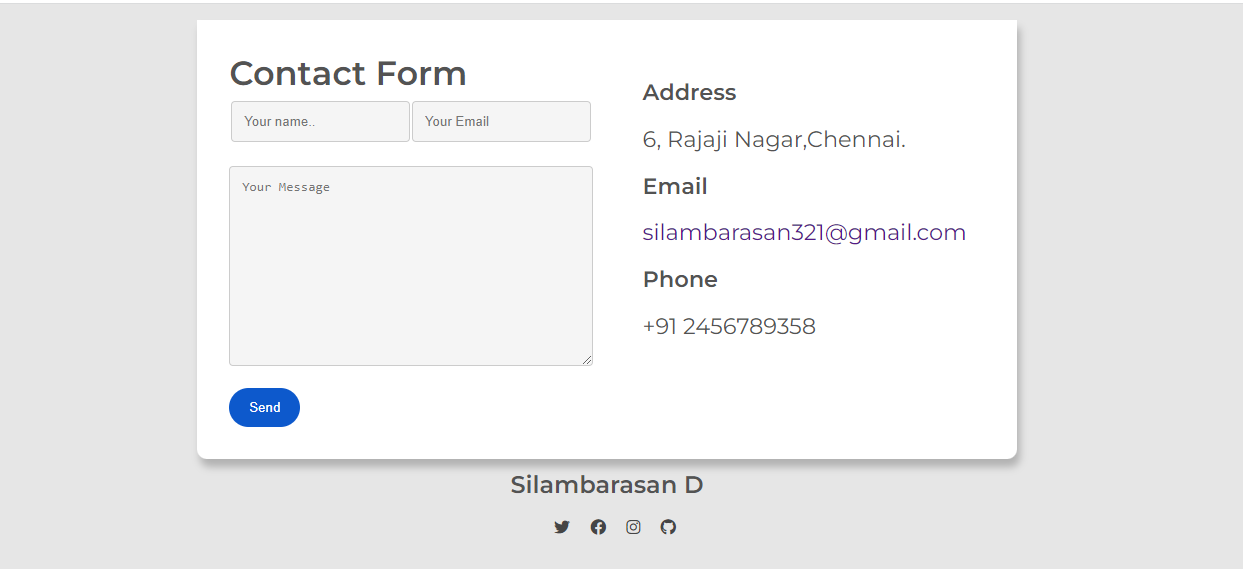 Contact Form
Your name.. Your Email
Your Message
Send
Address
6, Rajaji Nagar,Chennai.
Email
silambarasan321@gmail.com
Phone
+91 2456789358
Silambarasan D